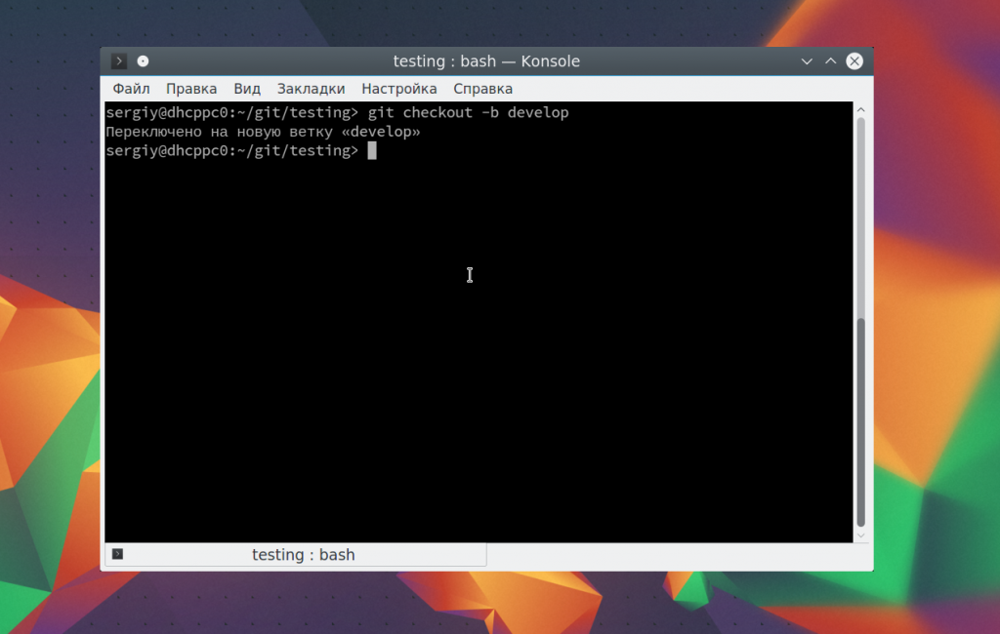 testing : bash — Konsole
Файл Правка Вид Закладки Настройка Справка
sergiy@dhcppc0:~/git/testing> git checkout -b develop
Переключено на новую ветку «develop»
sergiy@dhcppc0:~/git/testing>
testing : bash